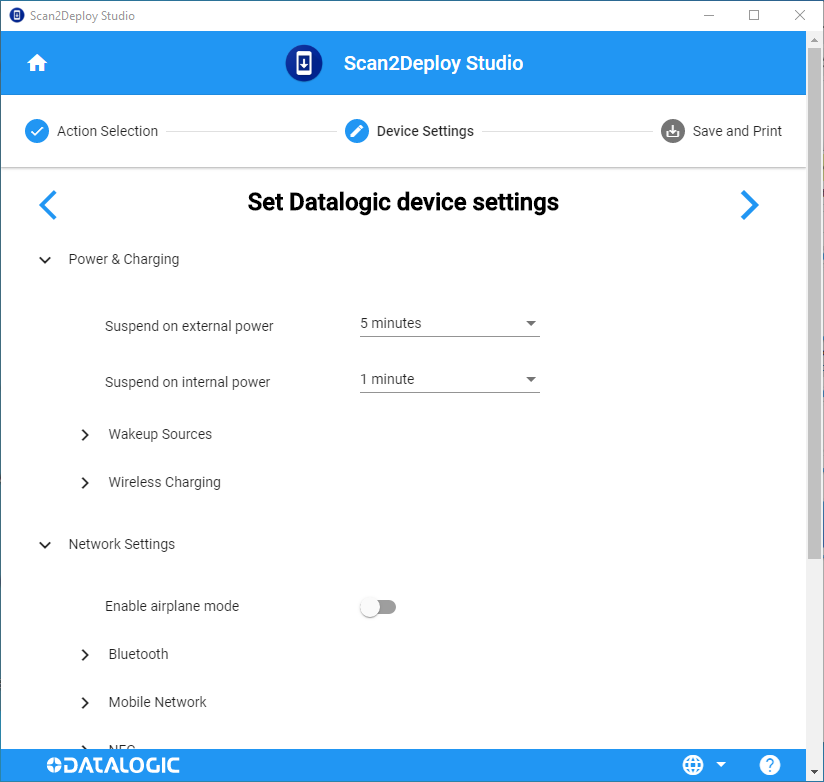 Scan2Deploy Studio
Scan2Deploy Studio
Action Selection
Device Settings
Save and Print
Set Datalogic device settings
Power & Charging
Suspend on external power
5 minutes
Suspend on internal power
1 minute
Wakeup Sources
Wireless Charging
Network Settings
Enable airplane mode
Bluetooth
Mobile Network
NFC
DATALOGIC
?